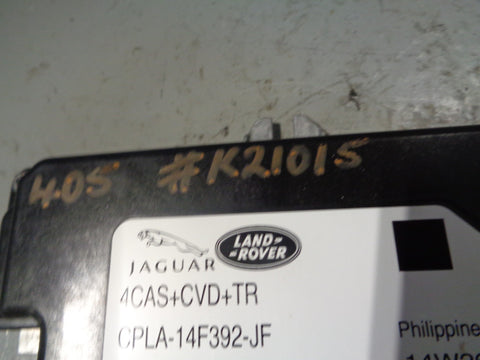 405 #K21015
JAGUAR
LAND-
ROVER
4CAS+CVD+TR
CPLA-14F392-JF
Philippine